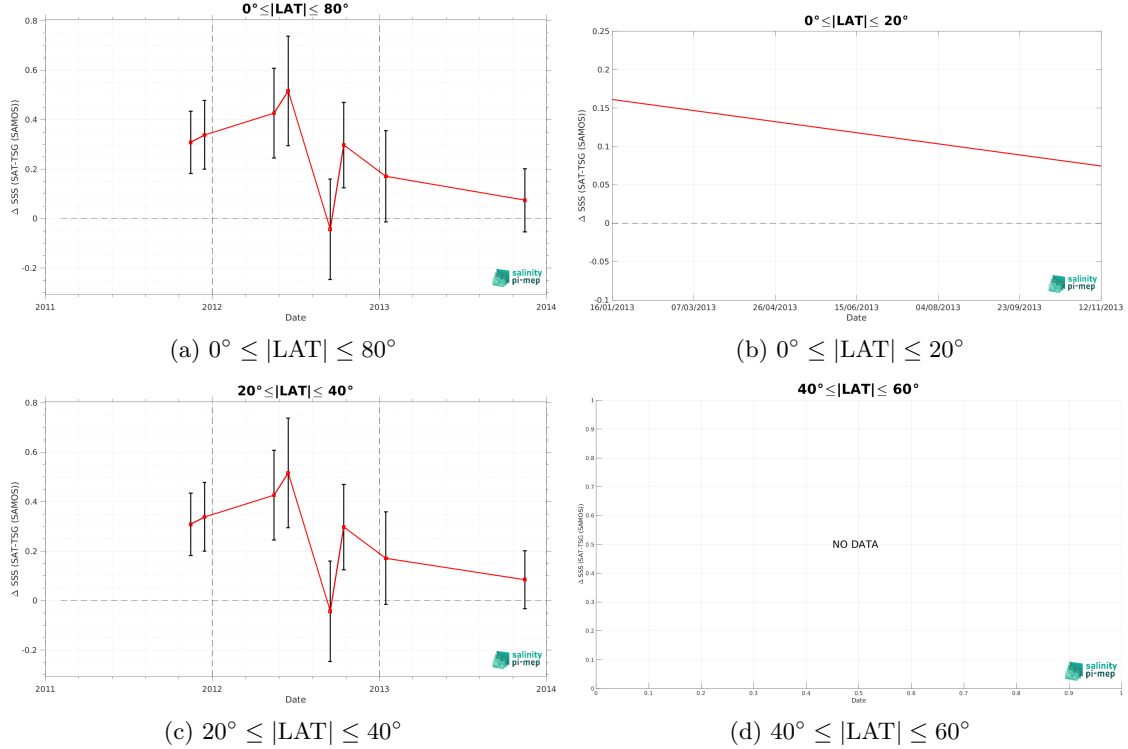 0°≤|LAT|≤ 80°
0.8
0.6
0.4
0.2
0
-0.2
Δ SSS (SAT-TSG (SAMOS))
2011
2012
2013
2014
Date
salinity
pi-mep
(a) 0° ≤ |LAT| ≤ 80°
0°≤|LAT|≤ 20°
0.25
0.2
0.15
0.1
0.05
0
-0.05
-0.1
Δ SSS (SAT-TSG (SAMOS))
16/01/2013
07/03/2013
26/04/2013
15/06/2013
04/08/2013
23/09/2013
12/11/2013
Date
salinity
pi-mep
(b) 0° ≤ |LAT| ≤ 20°
20°≤|LAT|≤ 40°
0.8
0.6
0.4
0.2
0
-0.2
Δ SSS (SAT-TSG (SAMOS))
2011
2012
2013
2014
Date
salinity
pi-mep
(c) 20° ≤ |LAT| ≤ 40°
40°≤|LAT|≤ 60°
1
0.9
0.8
0.7
0.6
0.5
0.4
0.3
0.2
0.1
0
Δ SSS (SAT-TSG (SAMOS))
NO DATA
0
0.1
0.2
0.3
0.4
0.5
0.6
0.7
0.8
0.9
1
Date
salinity
pi-mep
(d) 40° ≤ |LAT| ≤ 60°